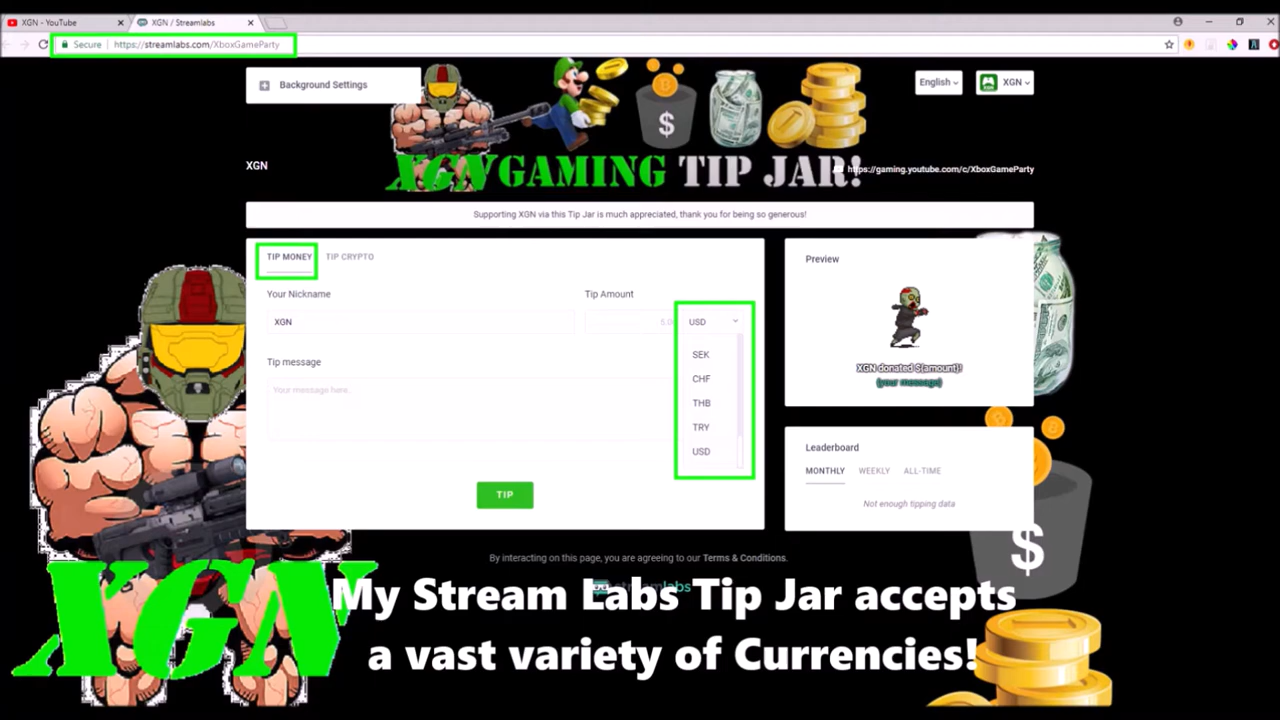 XGN - YouTube
XGN / Streamlabs
Secure
https://streamlabs.com/XboxGameParty
Background Settings
English
XGN
$
XGN
XGN GAMING TIP JAR!
https://gaming.youtube.com/c/XboxGameParty
Supporting XGN via this Tip Jar is much appreciated, thank you for being so generous!
TIP MONEY
TIP CRYPTO
Your Nickname
Tip Amount
XGN
5.00
USD
SEK
CHF
THB
TRY
USD
Tip message
Your message here.
TIP
Preview
XGN donated ${amount}!
(your message)
Leaderboard
MONTHLY
WEEKLY
ALL-TIME
Not enough tipping data
$
By interacting on this page, you are agreeing to our Terms & Conditions.
XGN
My Stream Labs Tip Jar accepts
a vast variety of Currencies!